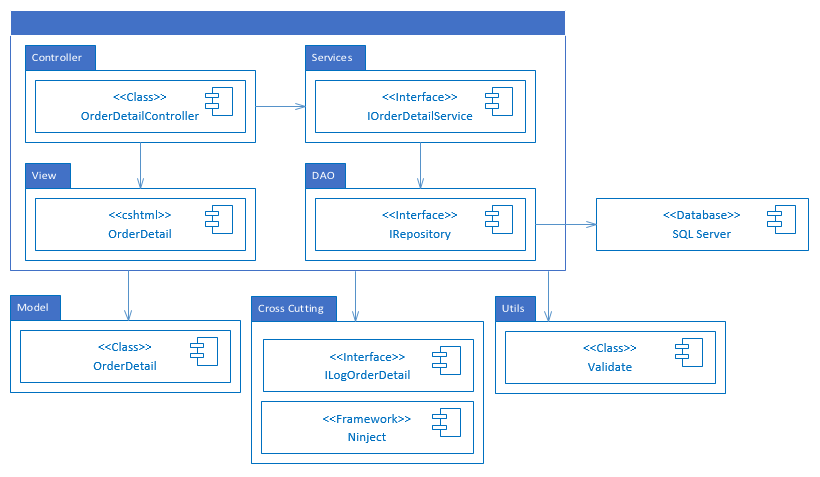 Controller
<<Class>>
OrderDetailController
Services
<<Interface>>
IOrderDetailService
View
<<cshtml>>
OrderDetail
DAO
<<Interface>>
IRepository
<<Database>>
SQL Server
Model
<<Class>>
OrderDetail
Cross Cutting
<<Interface>>
ILogOrderDetail
<<Framework>>
Ninject
Utils
<<Class>>
Validate